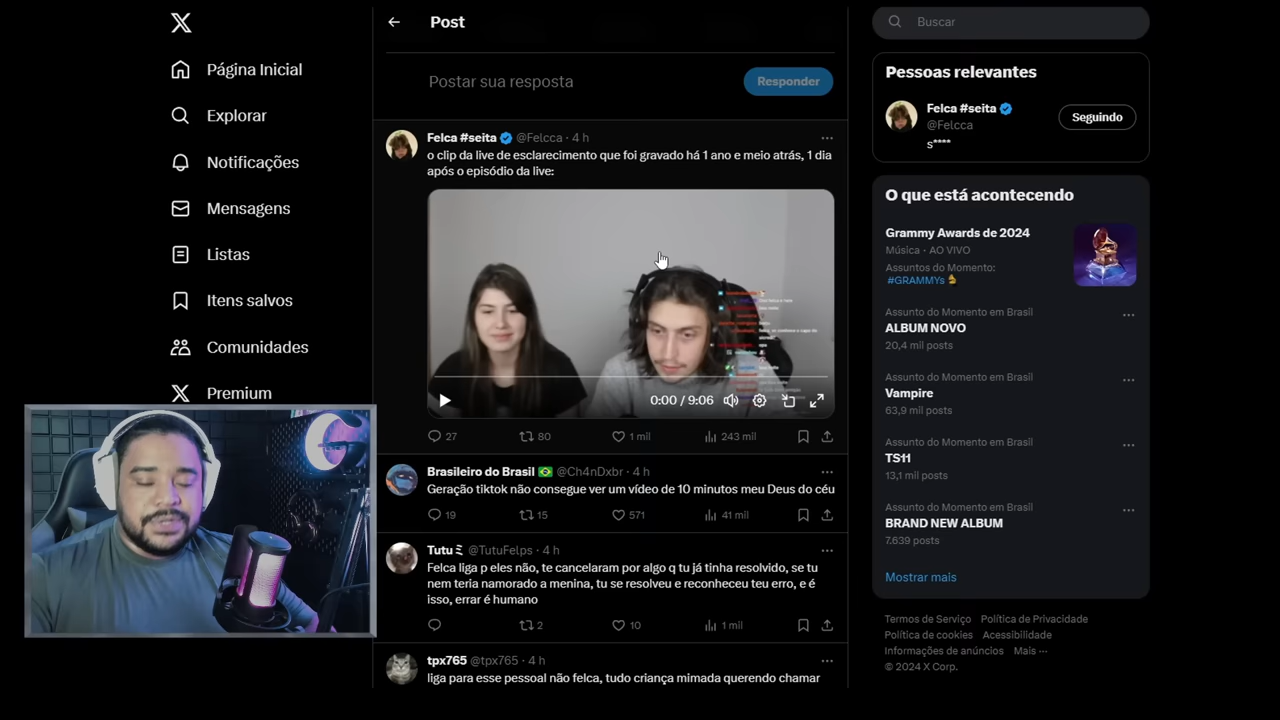 Página Inicial
Explorar
Notificações
Mensagens
Listas
Itens salvos
Comunidades
Premium
Post
Postar sua resposta
Responder
Felca #seita @Felcca · 4 h
o clip da live de esclarecimento que foi gravado há 1 ano e meio atrás, 1 dia
após o episódio da live:
0:00 / 9:06
27 80 1 mil 243 mil
Brasileiro do Brasil 🇧🇷 @Ch4nDxbr · 4 h
Geração tiktok não consegue ver um vídeo de 10 minutos meu Deus do céu
19 15 571 41 mil
Tutuミ @TutuFelps · 4 h
Felca liga p eles não, te cancelaram por algo q tu já tinha resolvido, se tu
nem teria namorado a menina, tu se resolveu e reconheceu teu erro, e é
isso, errar é humano
2 10 1 mil
tpx765 @tpx765 · 4 h
liga para esse pessoal não felca, tudo criança mimada querendo chamar
Buscar
Pessoas relevantes
Felca #seita
@Felcca
s****
Seguindo
O que está acontecendo
Grammy Awards de 2024
Música · AO VIVO
Assuntos do Momento:
#GRAMMYs
Assunto do Momento em Brasil
ALBUM NOVO
20,4 mil posts
Assunto do Momento em Brasil
Vampire
63,9 mil posts
Assunto do Momento em Brasil
TS11
13,1 mil posts
Assunto do Momento em Brasil
BRAND NEW ALBUM
7.639 posts
Mostrar mais
Termos de Serviço Política de Privacidade
Política de cookies Acessibilidade
Informações de anúncios Mais ···
© 2024 X Corp.